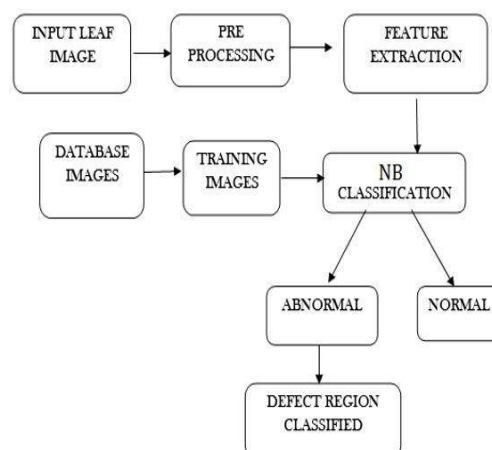 INPUT LEAF
IMAGE
PRE
PROCESSING
FEATURE
EXTRACTION
DATABASE
IMAGES
TRAINING
IMAGES
NB
CLASSIFICATION
ABNORMAL
NORMAL
DEFECT REGION
CLASSIFIED